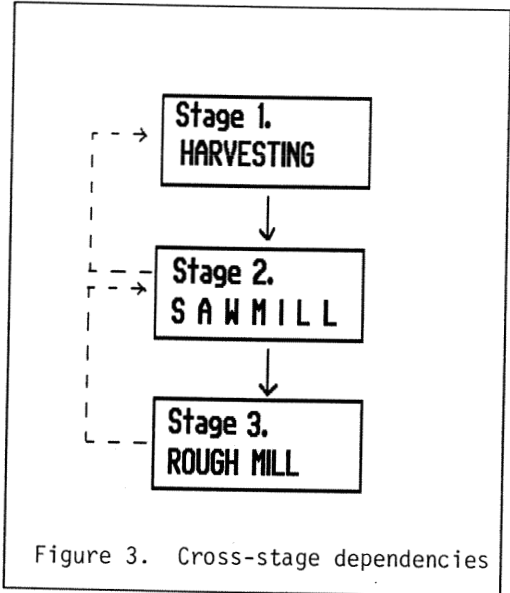 Stage 1.
HARVESTING
Stage 2.
SAWMILL
Stage 3.
ROUGH MILL
Figure 3. Cross-stage dependencies